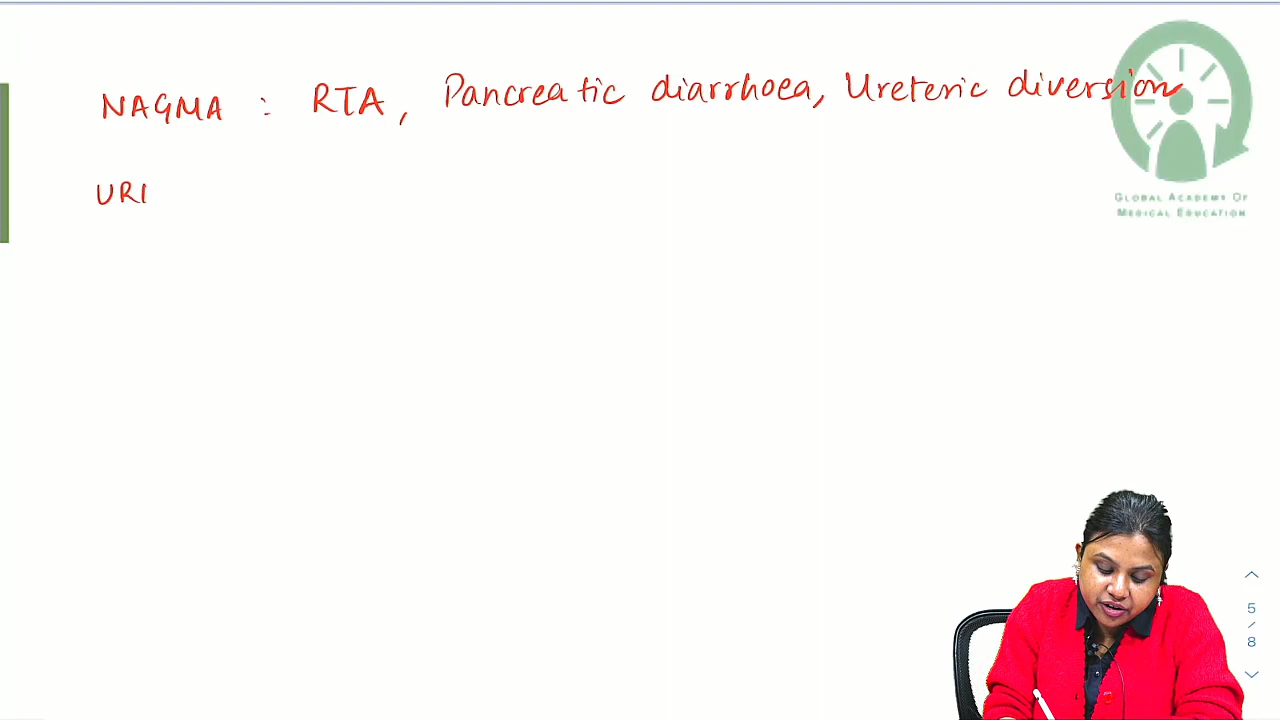 NAGMA : RTA, Pancreatic diarrhoea, Ureteric diversion
URI
GLOBAL ACADEMY OF
MEDICAL EDUCATION
5
/
8